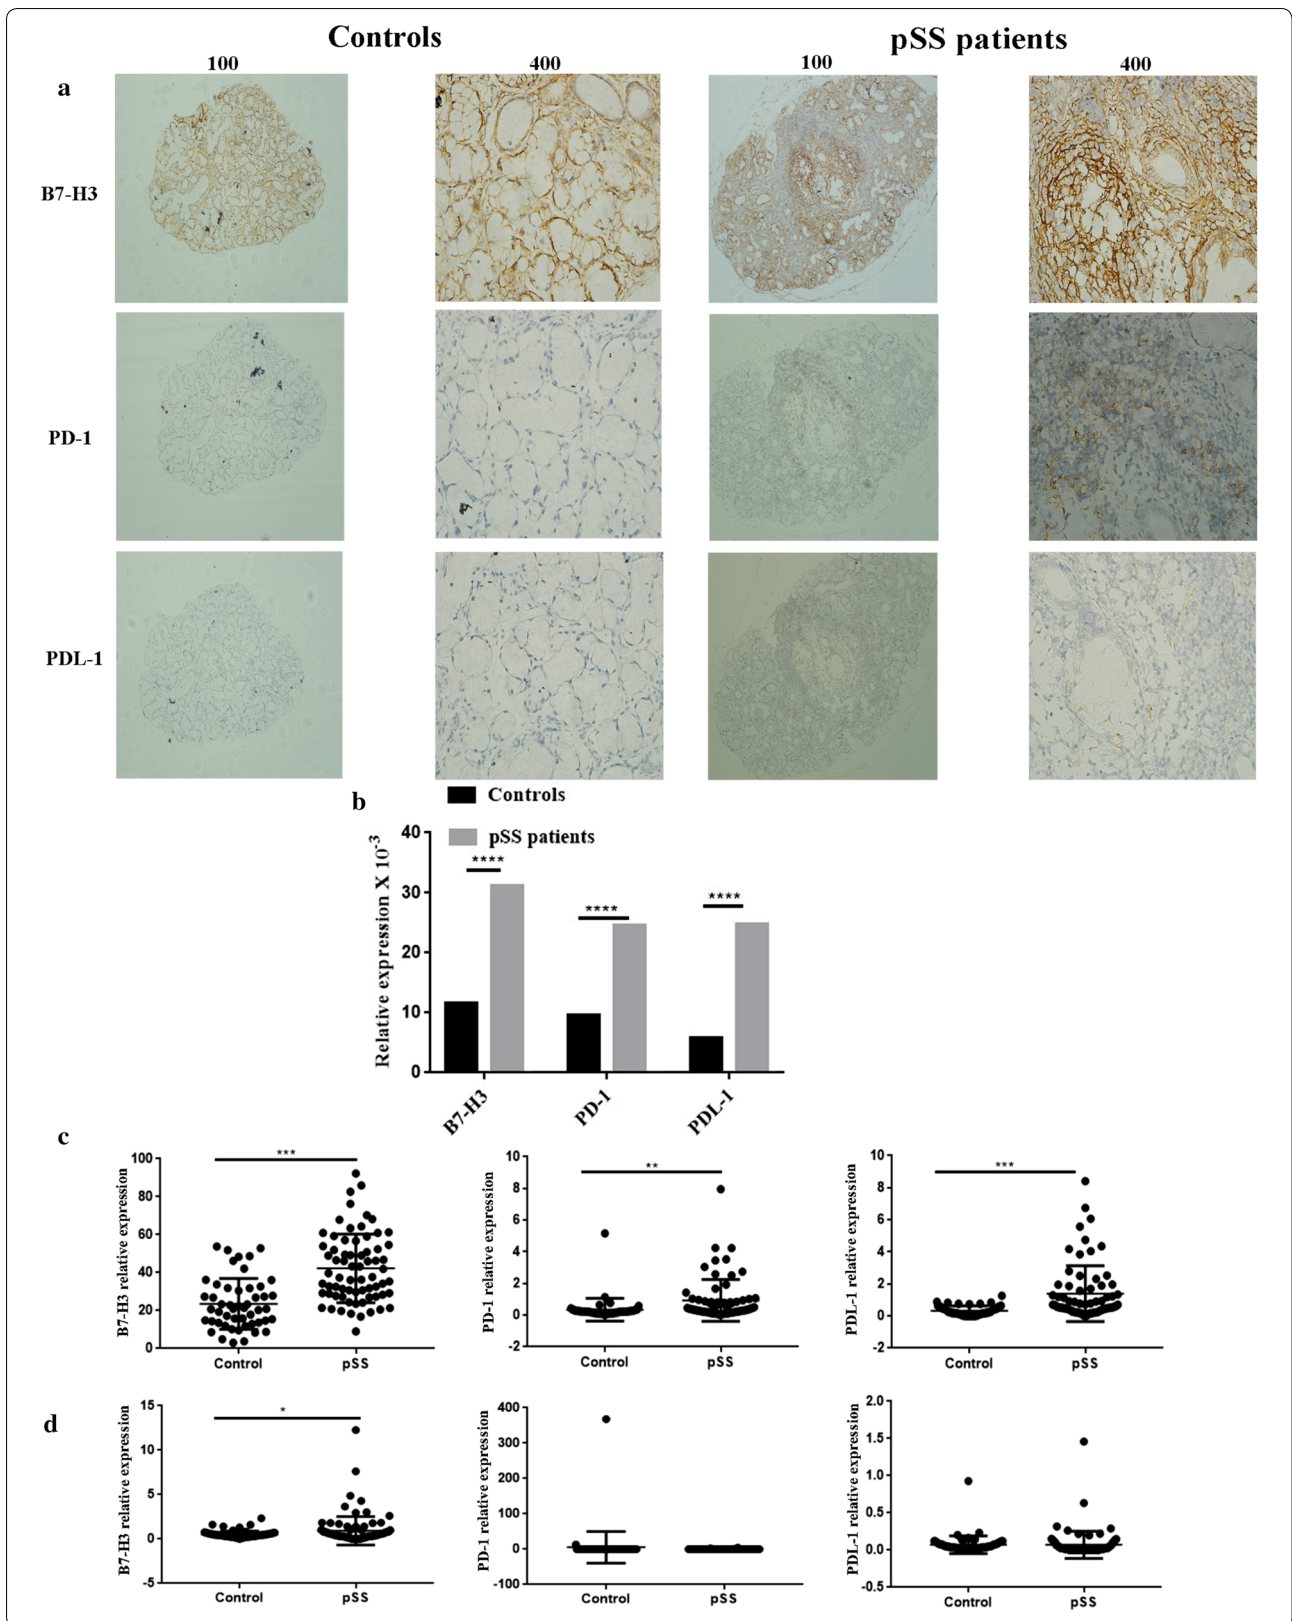 Controls
pSS patients
100
400
100
400
a
B7-H3
PD-1
PDL-1
b
Controls
pSS patients
Relative expression X 10-3
40
30
20
10
0
****
****
****
B7-H3
PD-1
PDL-1
c
B7-H3 relative expression
100
80
60
40
20
0
***
Control
pSS
PD-1 relative expression
10
8
6
4
2
0
-2
**
Control
pSS
PDL-1 relative expression
10
8
6
4
2
0
-2
***
Control
pSS
d
B7-H3 relative expression
15
10
5
0
-5
*
Control
pSS
PD-1 relative expression
400
300
200
100
0
-100
Control
pSS
PDL-1 relative expression
2.0
1.5
1.0
0.5
0.0
-0.5
Control
pSS